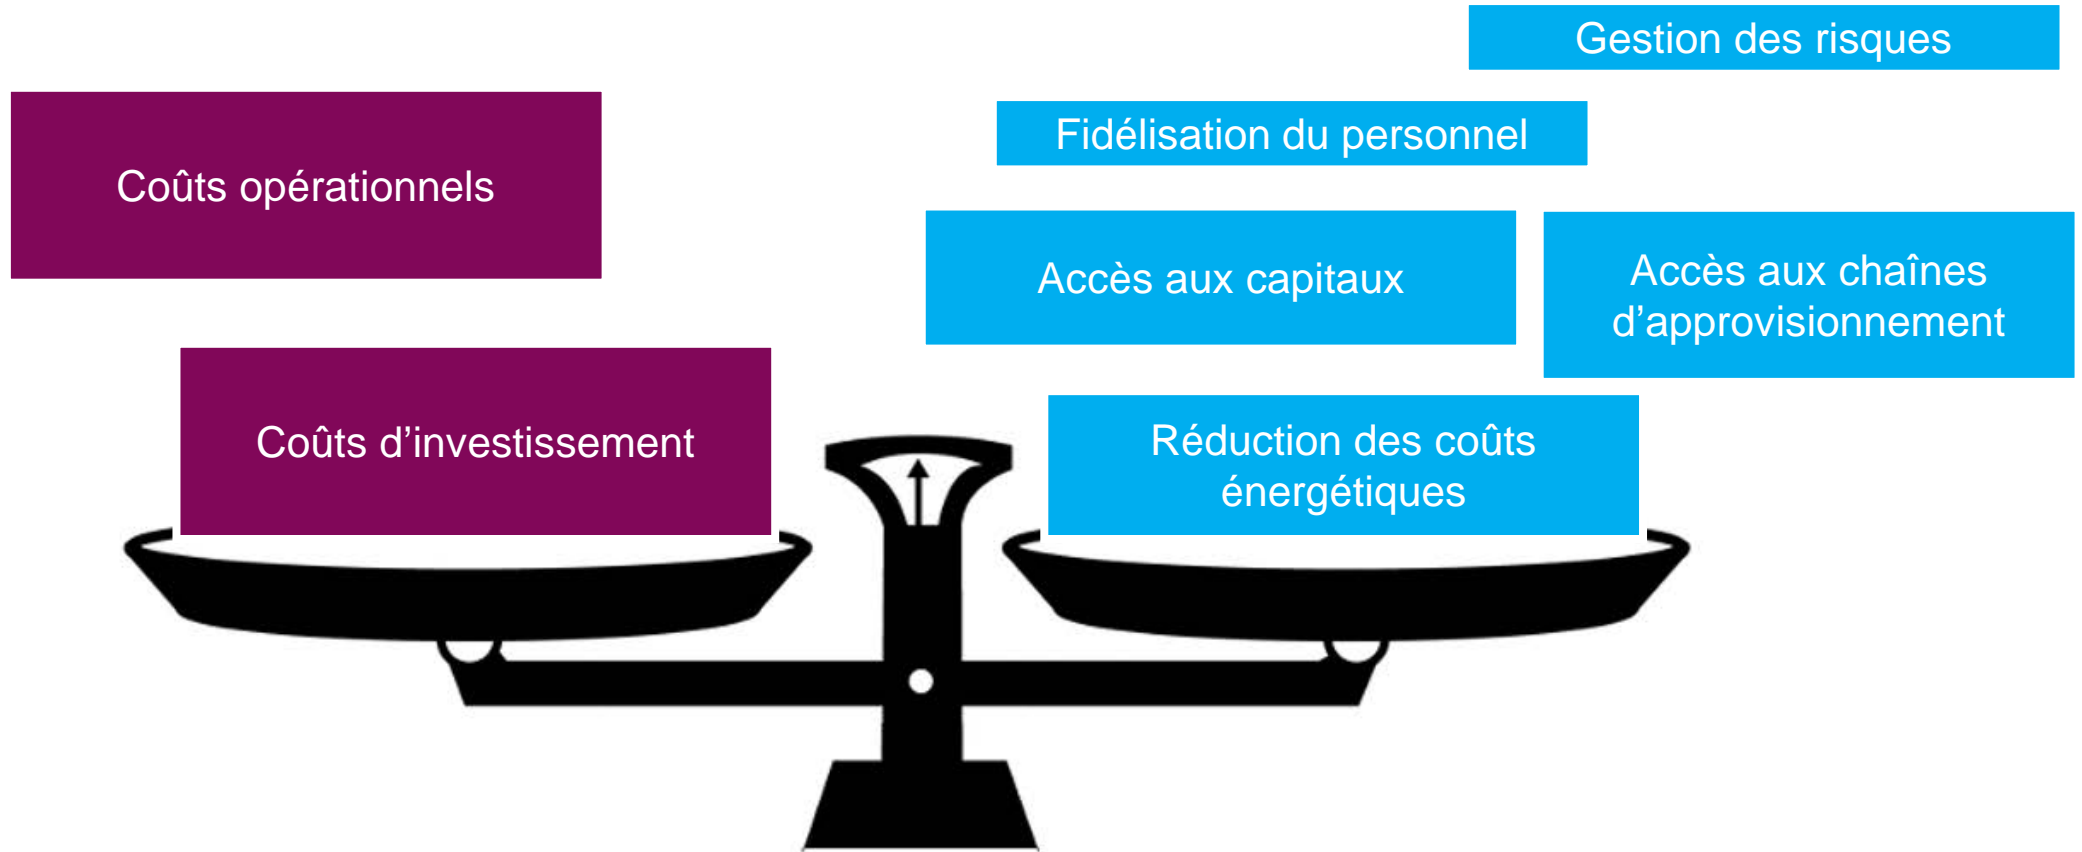 Gestion des risques
Fidélisation du personnel
Coûts opérationnels
Accès aux capitaux
Accès aux chaînes
d’approvisionnement
Coûts d’investissement
Réduction des coûts
énergétiques